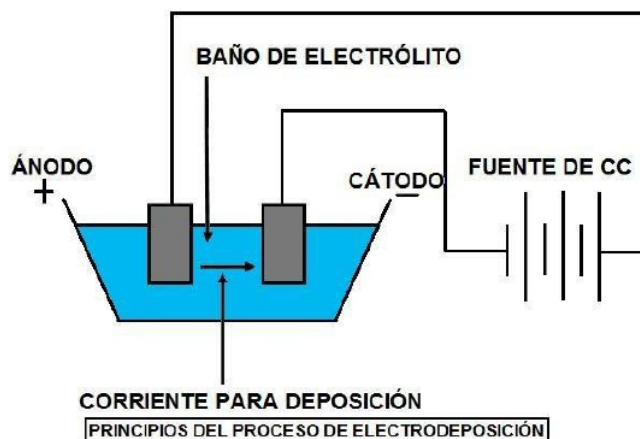 BAÑO DE ELECTRÓLITO
ÁNODO
+
CÁTODO
–
FUENTE DE CC
CORRIENTE PARA DEPOSICIÓN
PRINCIPIOS DEL PROCESO DE ELECTRODEPOSICIÓN